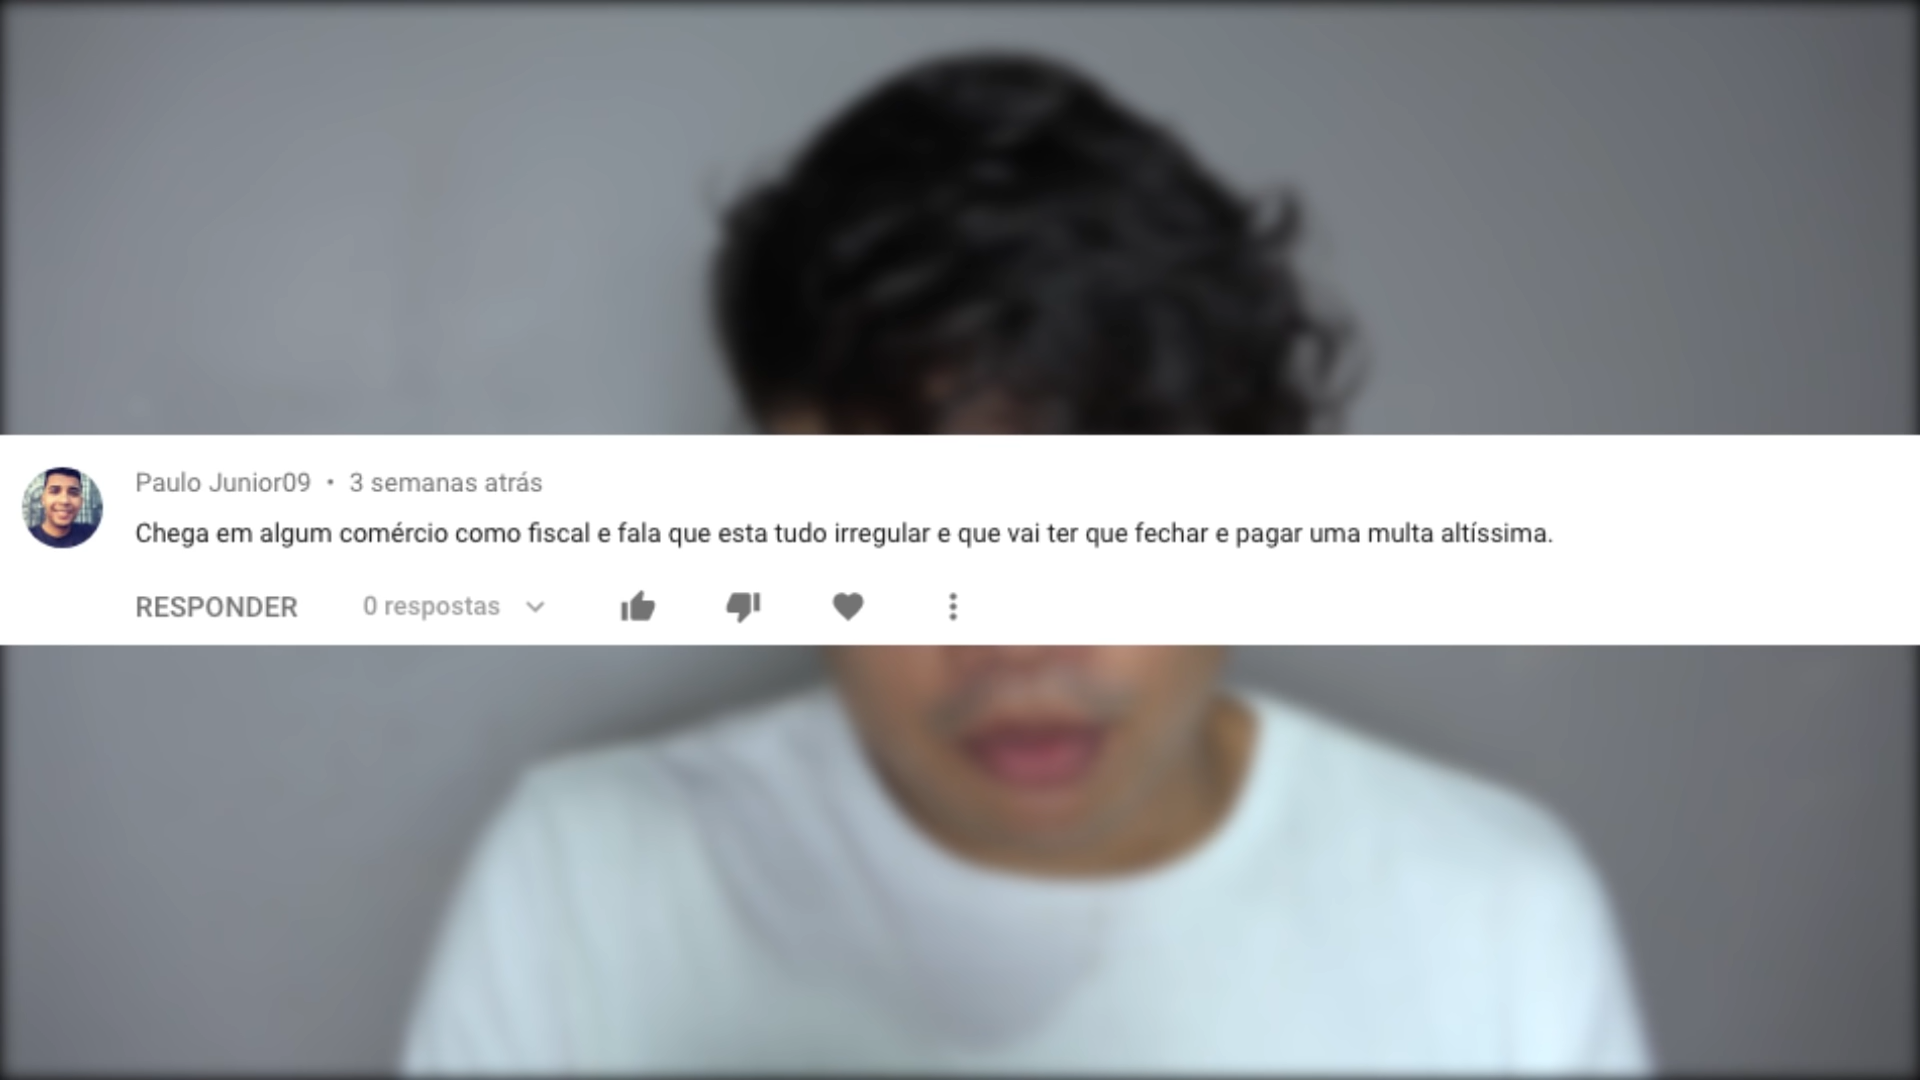 Paulo Junior09 • 3 semanas atrás
Chega em algum comércio como fiscal e fala que esta tudo irregular e que vai ter que fechar e pagar uma multa altíssima.
RESPONDER 0 respostas